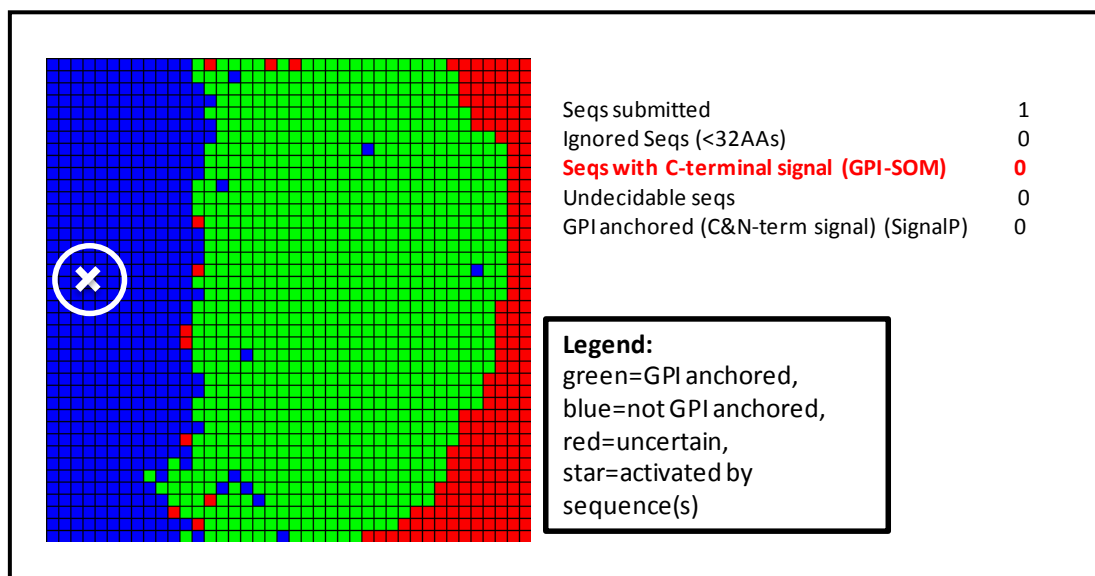 Seqs submitted 1
Ignored Seqs (<32AAs) 0
Seqs with C-terminal signal (GPI-SOM) 0
Undecidable seqs 0
GPI anchored (C&N-term signal) (SignalP) 0
Legend:
green=GPI anchored,
blue=not GPI anchored,
red=uncertain,
star=activated by
sequence(s)